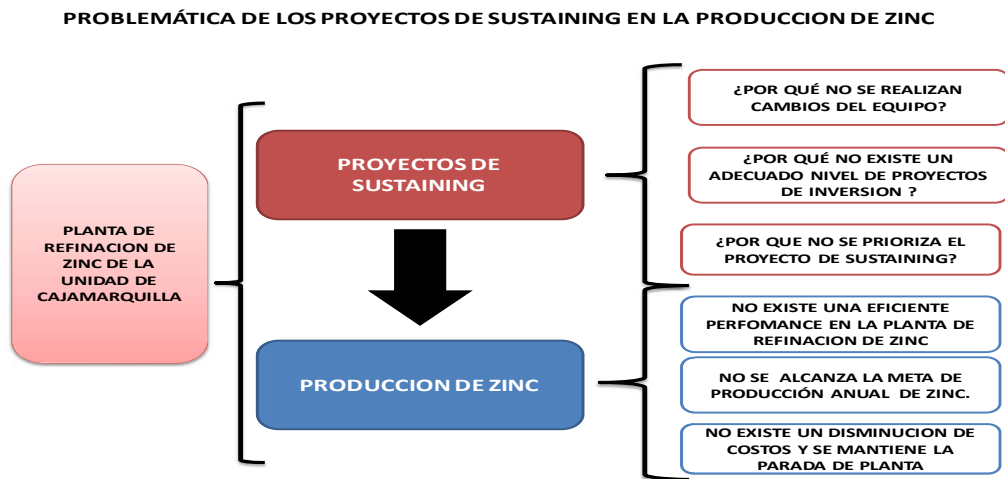 PROBLEMÁTICA DE LOS PROYECTOS DE SUSTAINING EN LA PRODUCCION DE ZINC
PLANTA DE
REFINACION DE
ZINC DE LA
UNIDAD DE
CAJAMARQUILLA
PROYECTOS DE
SUSTAINING
PRODUCCION DE ZINC
¿POR QUÉ NO SE REALIZAN
CAMBIOS DEL EQUIPO?
¿POR QUÉ NO EXISTE UN
ADECUADO NIVEL DE PROYECTOS
DE INVERSION ?
¿POR QUE NO SE PRIORIZA EL
PROYECTO DE SUSTAINING?
NO EXISTE UNA EFICIENTE
PERFOMANCE EN LA PLANTA DE
REFINACION DE ZINC
NO SE ALCANZA LA META DE
PRODUCCIÓN ANUAL DE ZINC.
NO EXISTE UN DISMINUCION DE
COSTOS Y SE MANTIENE LA
PARADA DE PLANTA